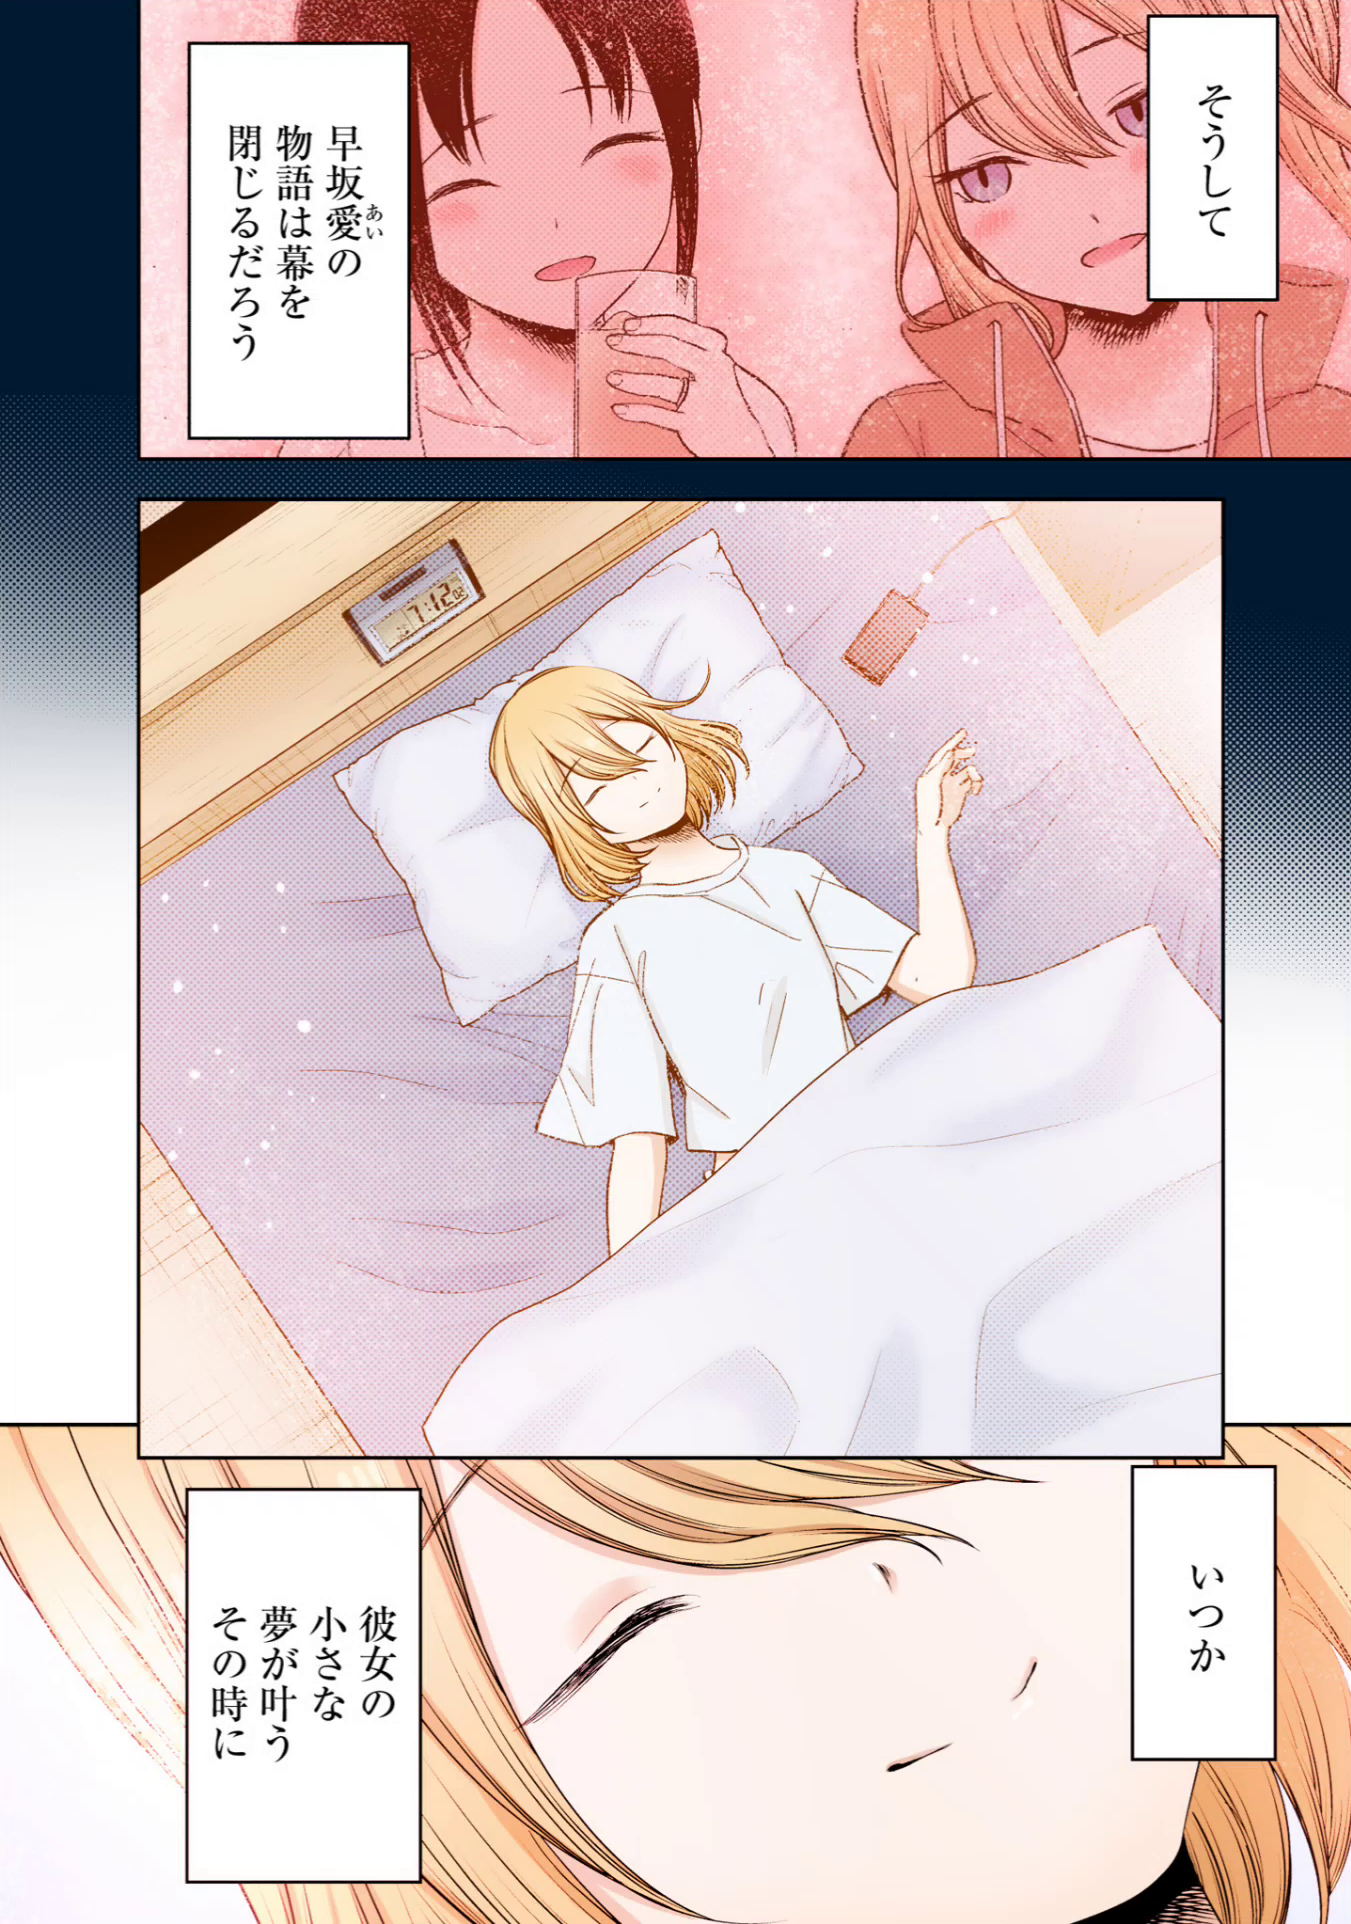 そうして
早坂愛の
あい
物語は幕を
閉じるだろう
7:12
いつか
彼女の
小さな
夢が叶う
その時に